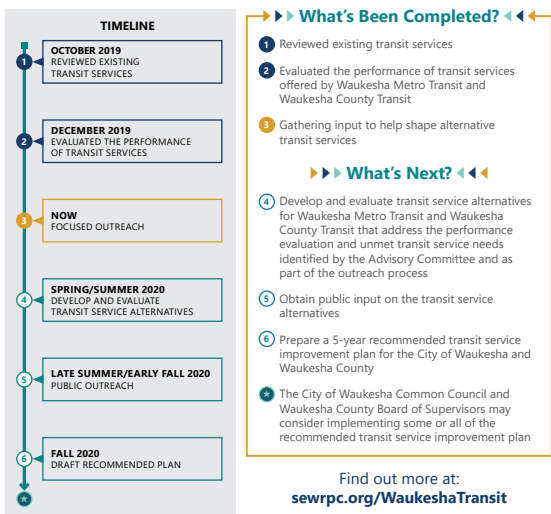 TIMELINE
1
OCTOBER 2019
REVIEWED EXISTING
TRANSIT SERVICES
2
DECEMBER 2019
EVALUATED THE PERFORMANCE
OF TRANSIT SERVICES
3
NOW
FOCUSED OUTREACH
4
SPRING/SUMMER 2020
DEVELOP AND EVALUATE
TRANSIT SERVICE ALTERNATIVES
5
LATE SUMMER/EARLY FALL 2020
PUBLIC OUTREACH
6
FALL 2020
DRAFT RECOMMENDED PLAN
What's Been Completed?
1 Reviewed existing transit services
2 Evaluated the performance of transit services
offered by Waukesha Metro Transit and
Waukesha County Transit
3 Gathering input to help shape alternative
transit services
What's Next?
4 Develop and evaluate transit service alternatives
for Waukesha Metro Transit and Waukesha
County Transit that address the performance
evaluation and unmet transit service needs
identified by the Advisory Committee and as
part of the outreach process
5 Obtain public input on the transit service
alternatives
6 Prepare a 5-year recommended transit service
improvement plan for the City of Waukesha and
Waukesha County
The City of Waukesha Common Council and
Waukesha County Board of Supervisors may
consider implementing some or all of the
recommended transit service improvement plan
Find out more at:
sewrpc.org/WaukeshaTransit